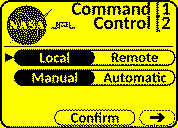 NASA JPL Command 1
Control 2
Local Remote
Manual Automatic
Confirm →